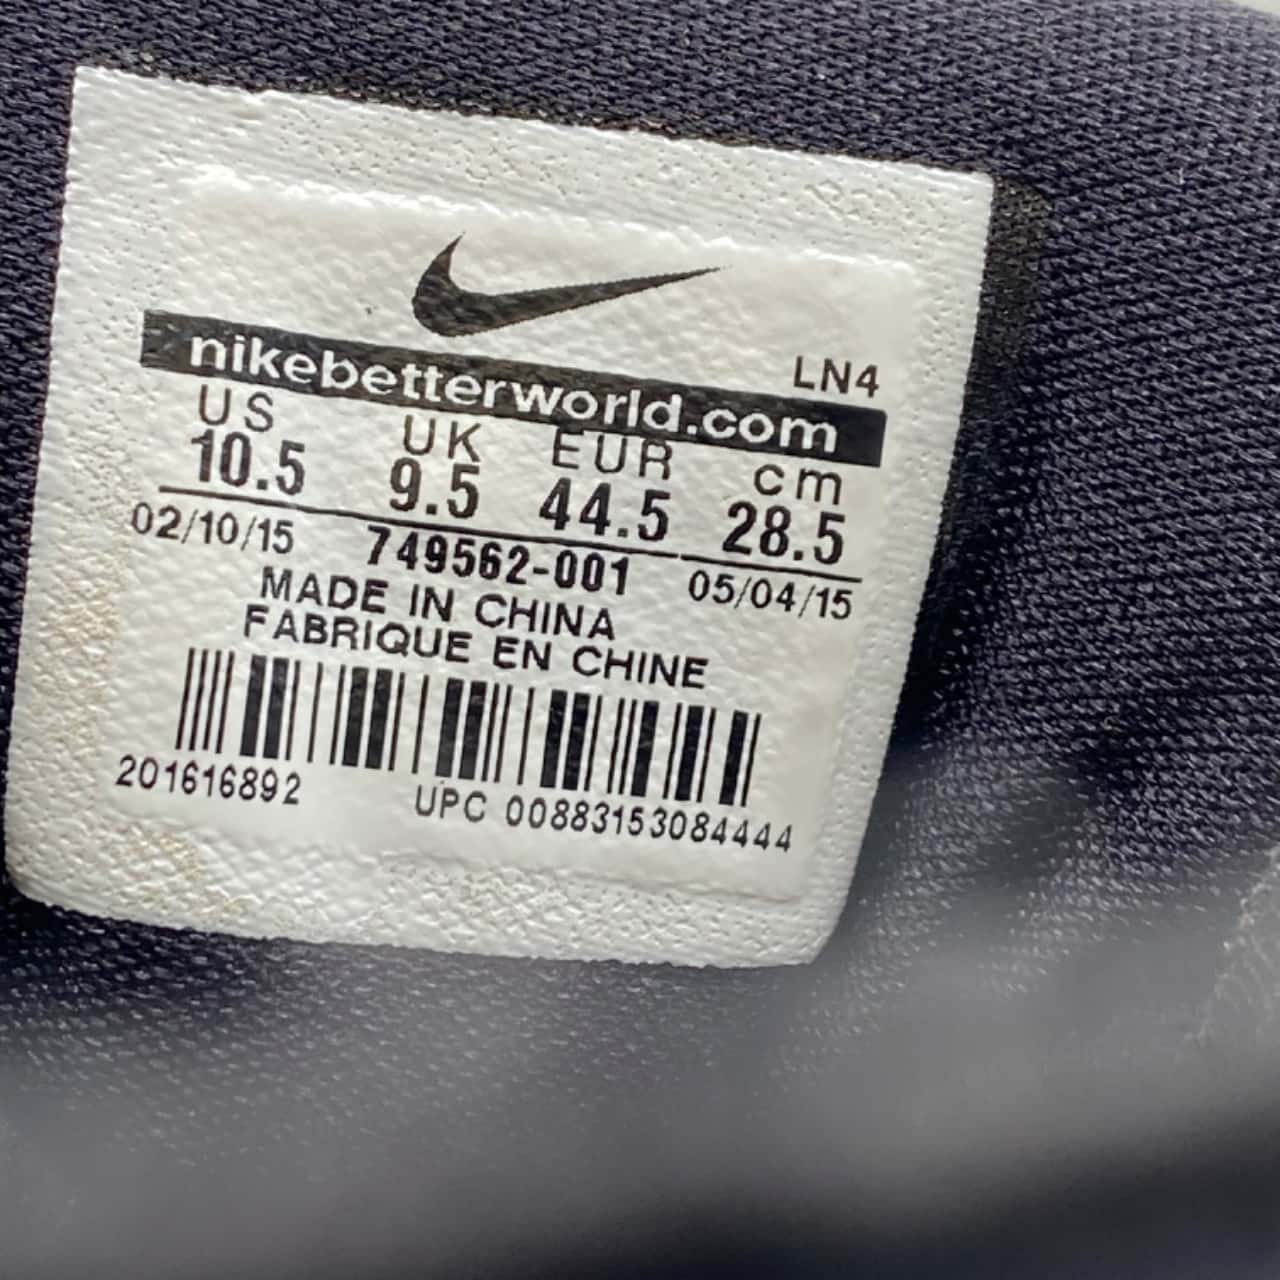 LN4
nikebetterworld.com
US UK EUR cm
10.5 9.5 44.5 28.5
02/10/15 749562-001 05/04/15
MADE IN CHINA
FABRIQUE EN CHINE
201616892 UPC 00883153084444